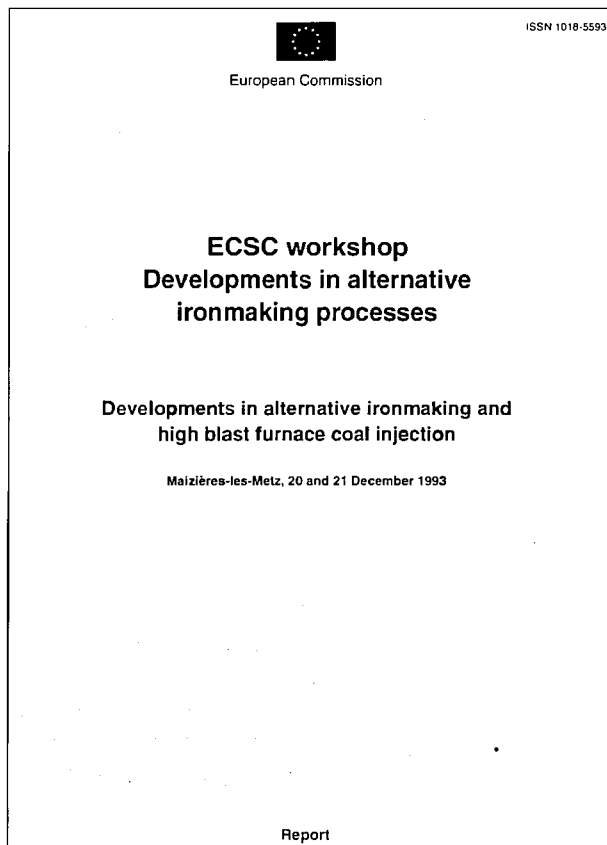 ISSN 1018-5593
European Commission
ECSC workshop
Developments in alternative
ironmaking processes
Developments in alternative ironmaking and
high blast furnace coal injection
Maizières-les-Metz, 20 and 21 December 1993
Report